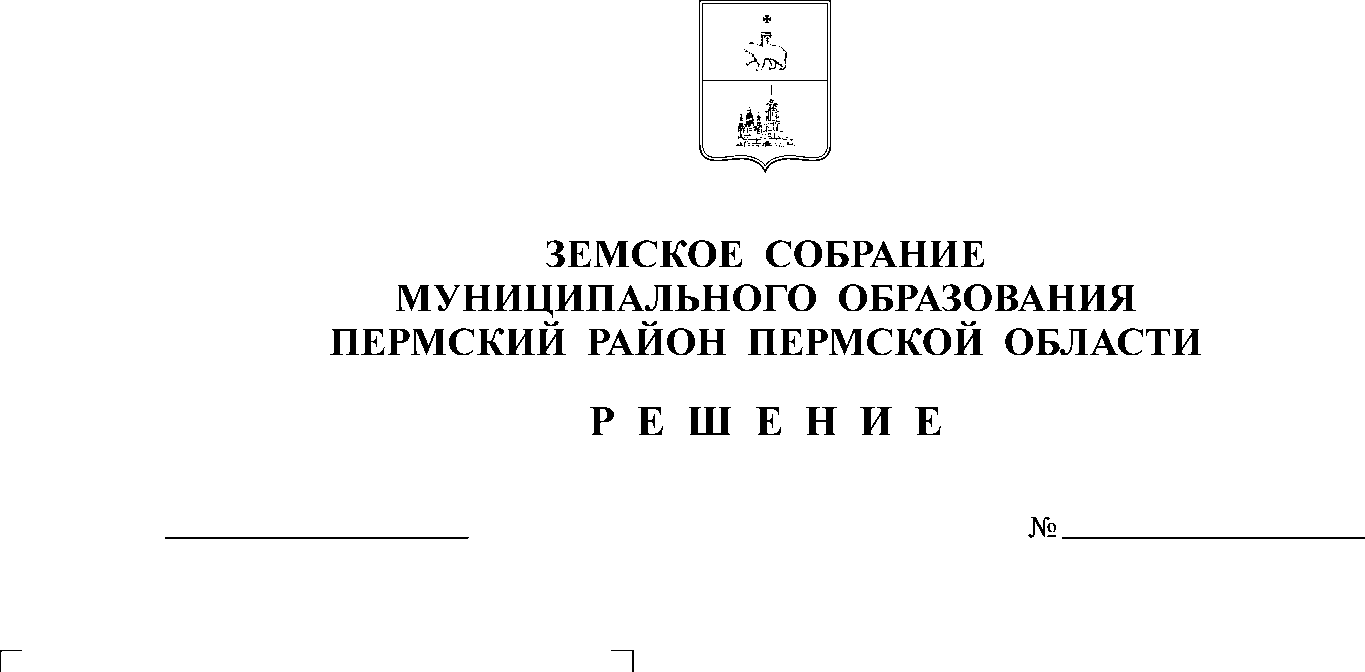 ЗЕМСКОЕ СОБРАНИЕ
МУНИЦИПАЛЬНОГО ОБРАЗОВАНИЯ
ПЕРМСКИЙ РАЙОН ПЕРМСКОЙ ОБЛАСТИ
Р Е Ш Е Н И Е
№